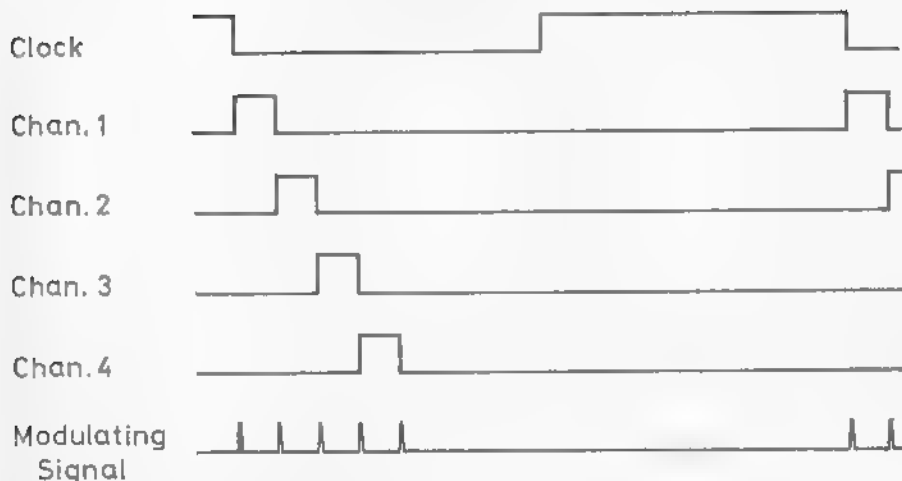 Clock
Chan. 1
Chan. 2
Chan. 3
Chan. 4
Modulating
Signal